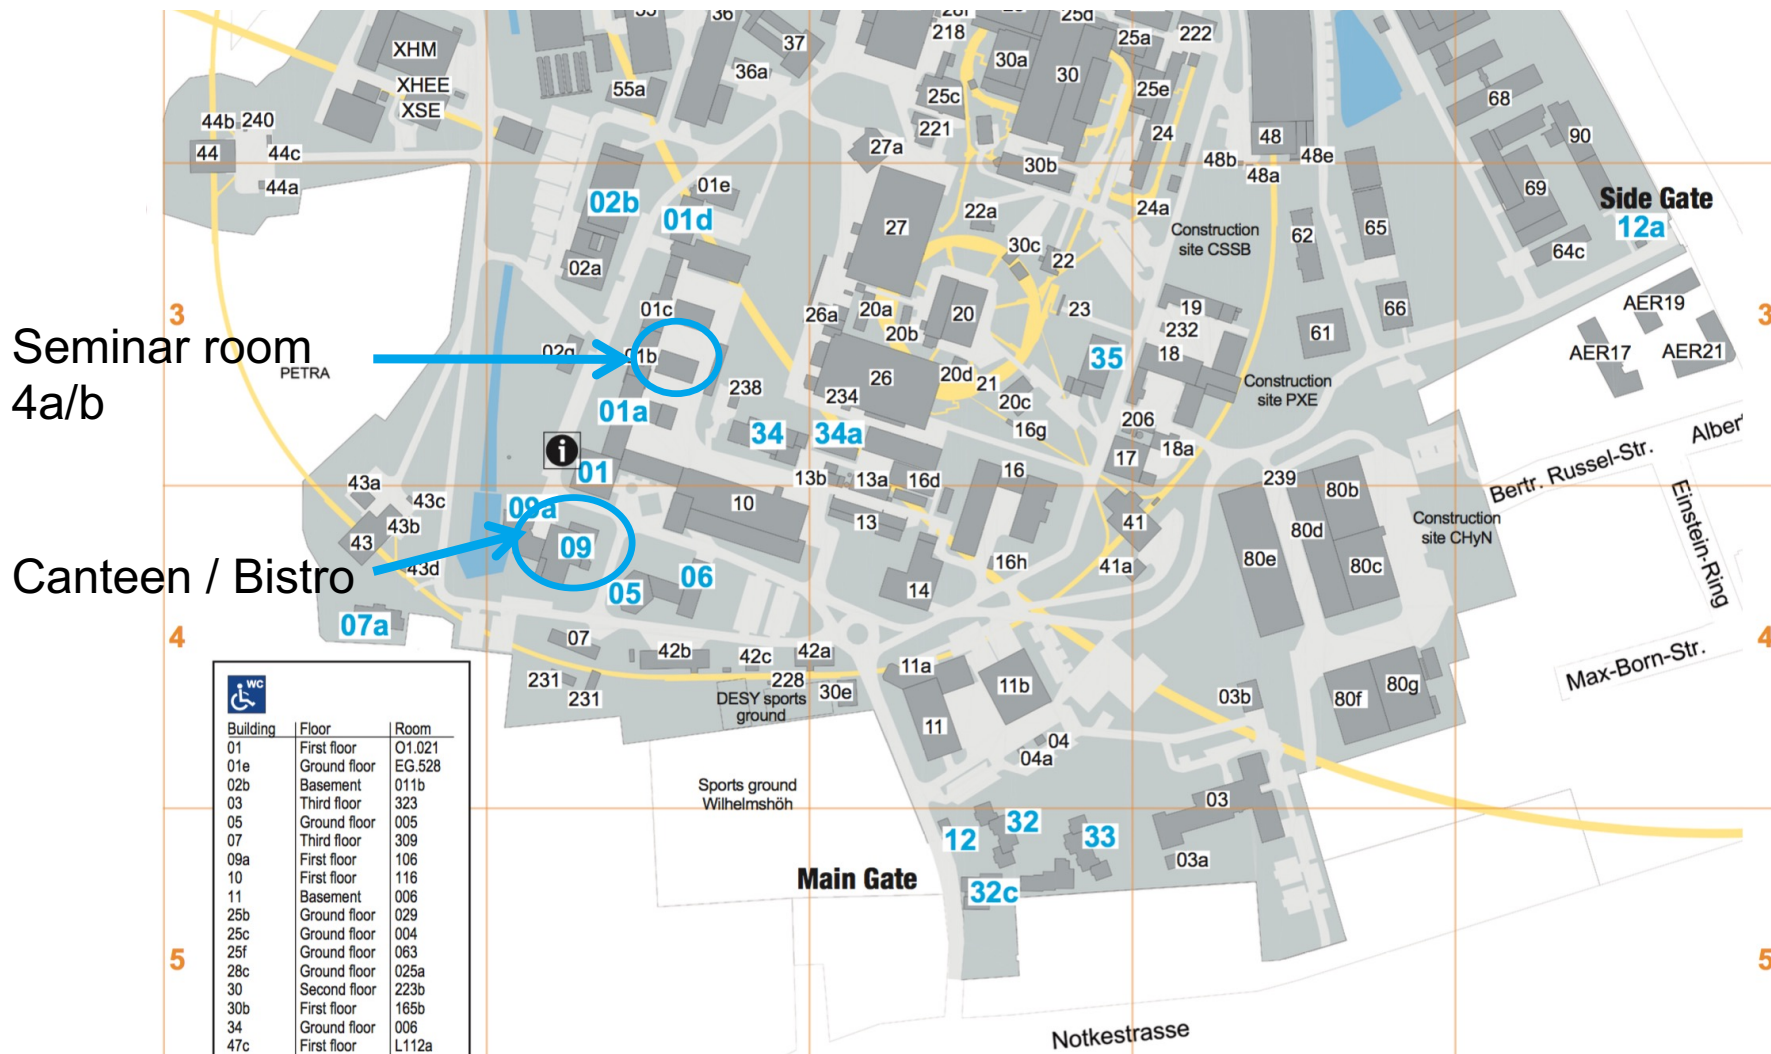 28f
25d
36
37
218
25a
222
XHM
30a
30
36a
XHEE
55a
25c
25e
68
XSE
44b
240
221
24
48
90
44
44c
27a
30b
48b
48e
44a
01e
48a
02b
69
Side Gate
01d
22a
24a
12a
27
Construction
site CSSB
62
65
30c
64c
02a
22
01c
20a
23
19
AER19
3
26a
20
66
3
20b
232
61
Seminar room
4a/b
02g
01b
35
18
AER17
AER21
PETRA
26
20d
21
Construction
site PXE
238
234
20c
01a
206
34
34a
16g
18a
Bertr. Russel-Str.
i
17
01
13b
13a
16d
16
239
43a
80b
Einstein-Ring
43c
09a
10
43b
13
41
80d
Construction
site CHyN
43
09
80e
43d
16h
41a
80c
Canteen / Bistro
05
06
14
07a
4
07
4
42b
42c
42a
Max-Born-Str.
11a
231
228
11b
80g
231
DESY sports
ground
30e
03b
80f
WC
11
04
04a
Building Floor Room
01 First floor O1.021
01e Ground floor EG.528
02b Basement 011b
03 Third floor 323
05 Ground floor 005
07 Third floor 309
09a First floor 106
10 First floor 116
11 Basement 006
25b Ground floor 029
25c Ground floor 004
25f Ground floor 063
28c Ground floor 025a
30 Second floor 223b
30b First floor 165b
34 Ground floor 006
47c First floor L112a
Sports ground
Wilhelmshöh
03
12
32
33
03a
Main Gate
32c
5
5
Notkestrasse